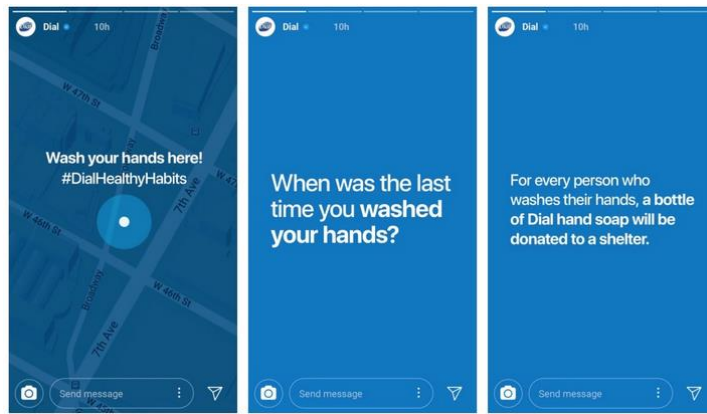 Dial 10h
Broadway
W 47th St
way
Wash your hands here!
#DialHealthyHabits
7th Ave
W 46th St
Broadway
W 46th St
7th Ave
Send message
W 45th
Dial 10h
When was the last
time you washed
your hands?
Send message
Dial 10h
For every person who
washes their hands, a bottle
of Dial hand soap will be
donated to a shelter.
Send message